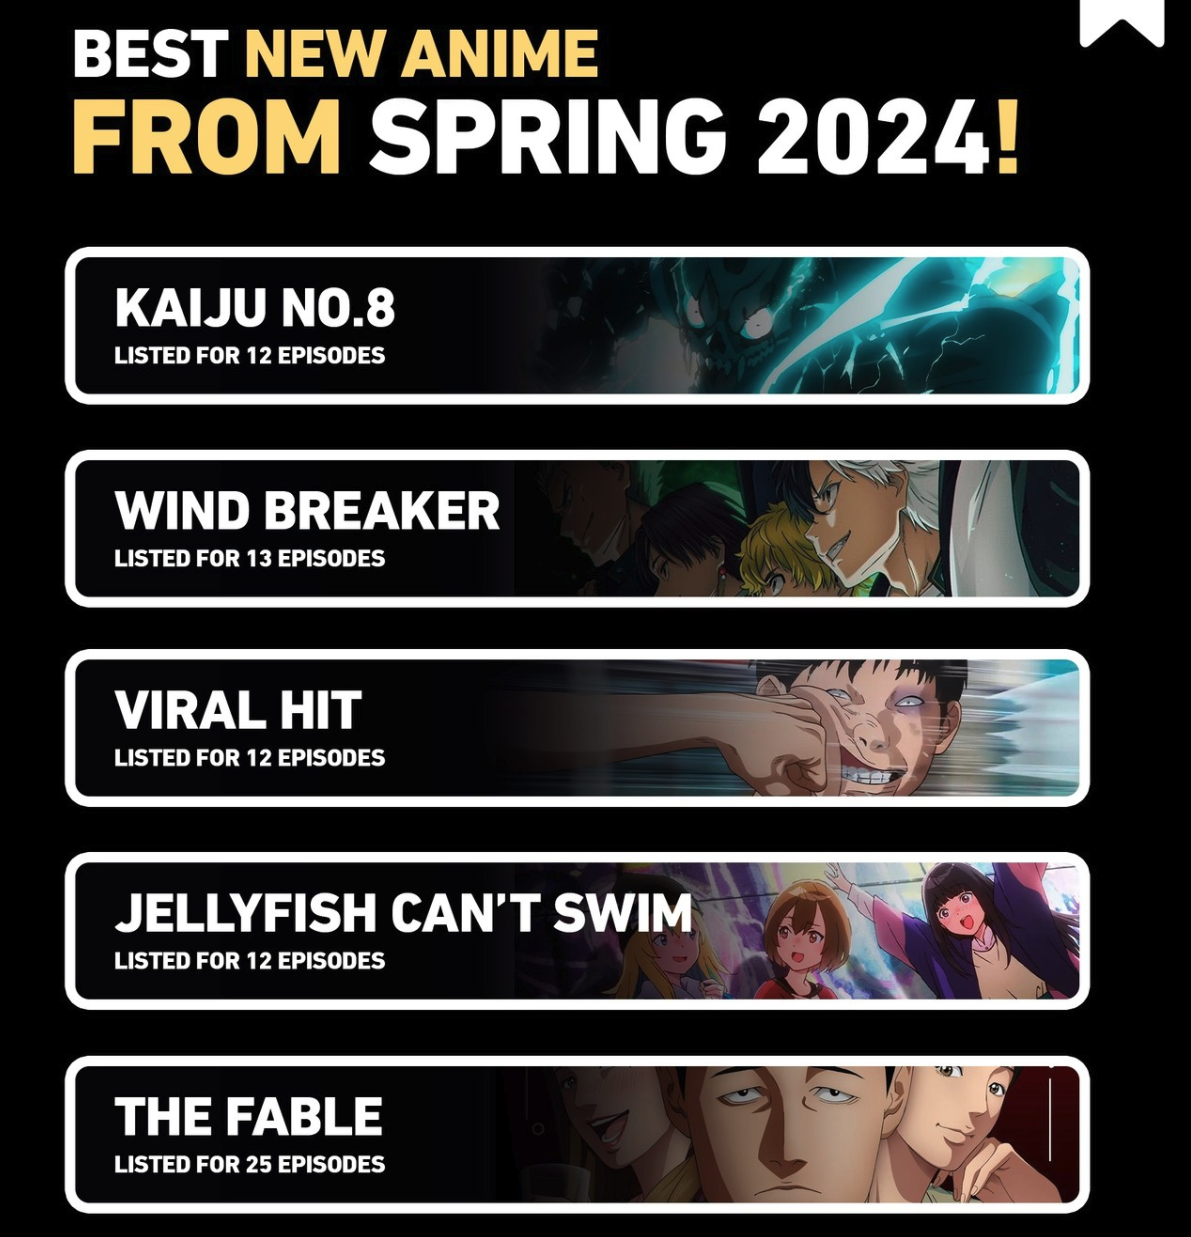 BEST NEW ANIME
FROM SPRING 2024!
KAIJU NO.8
LISTED FOR 12 EPISODES
WIND BREAKER
LISTED FOR 13 EPISODES
VIRAL HIT
LISTED FOR 12 EPISODES
JELLYFISH CAN'T SWIM
LISTED FOR 12 EPISODES
THE FABLE
LISTED FOR 25 EPISODES